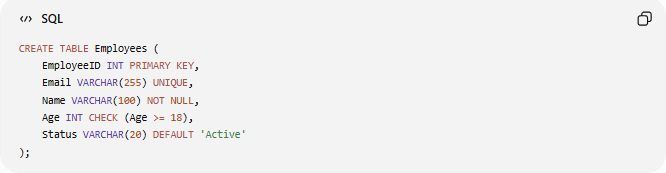 </> SQL
CREATE TABLE Employees (
    EmployeeID INT PRIMARY KEY,
    Email VARCHAR(255) UNIQUE,
    Name VARCHAR(100) NOT NULL,
    Age INT CHECK (Age >= 18),
    Status VARCHAR(20) DEFAULT 'Active'
);